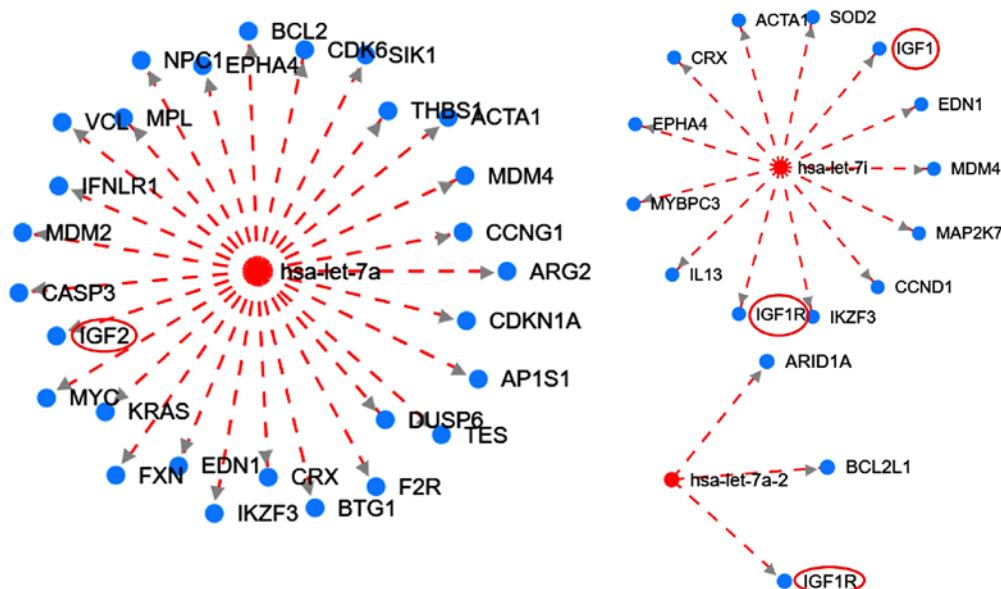 BCL2
NPC1
EPHA4
CDK6
SIK1
VCL
MPL
THBS1
ACTA1
IFNLR1
MDM4
MDM2
CCNG1
hsa-let-7a
ARG2
CASP3
CDKN1A
IGF2
AP1S1
MYC
KRAS
DUSP6
TES
FXN
EDN1
CRX
F2R
IKZF3
BTG1
ACTA1
SOD2
CRX
IGF1
EPHA4
EDN1
hsa-let-7i
MDM4
MYBPC3
MAP2K7
IL13
CCND1
IGF1R
IKZF3
ARID1A
BCL2L1
hsa-let-7a-2
IGF1R